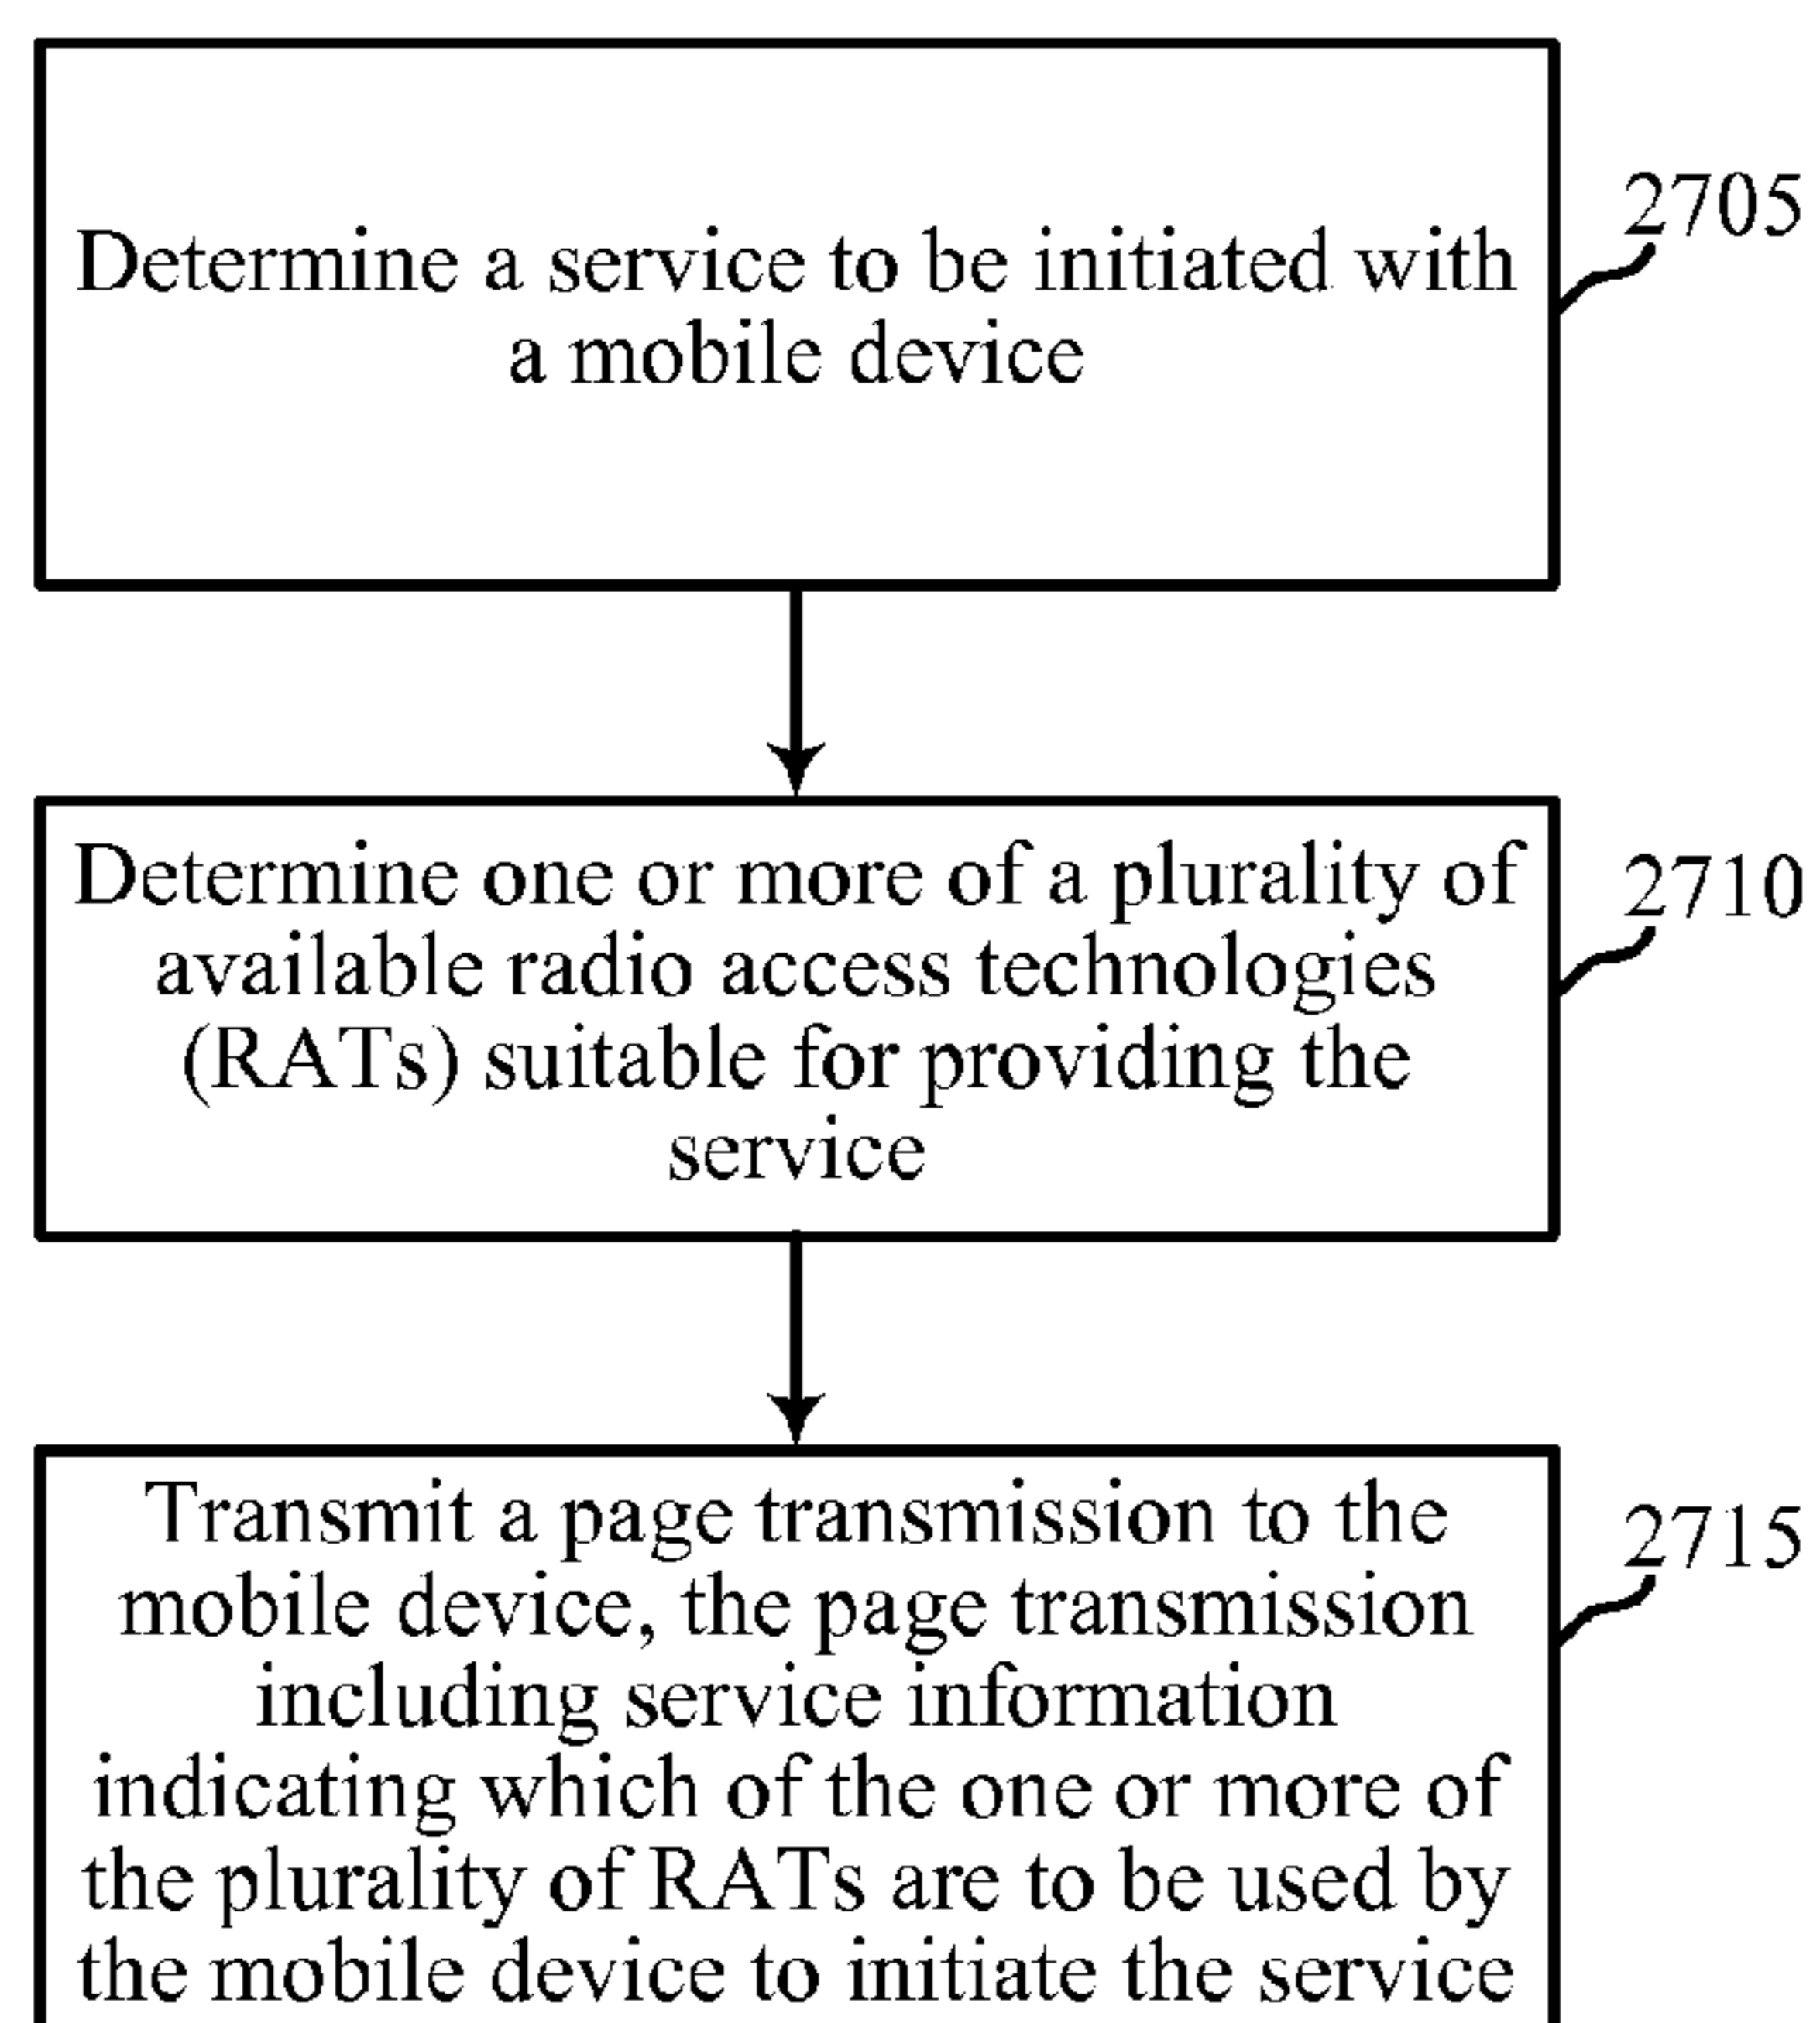 Determine a service to be initiated with
a mobile device
2705
Determine one or more of a plurality of
available radio access technologies
(RATs) suitable for providing the
service
2710
Transmit a page transmission to the
mobile device, the page transmission
including service information
indicating which of the one or more of
the plurality of RATs are to be used by
the mobile device to initiate the service
2715